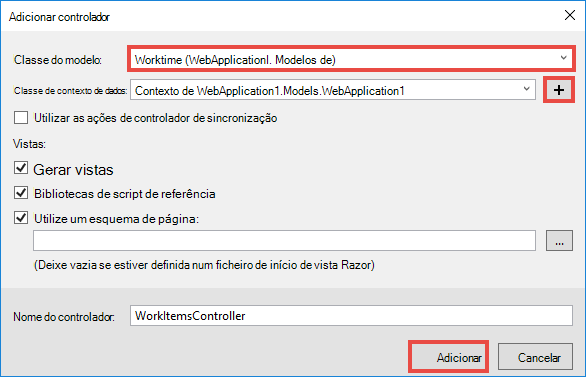 Adicionar controlador
Classe do modelo: Worktime (WebApplicationl. Modelos de)
Classe de contexto de dados: Contexto de WebApplication1.Models.WebApplication1 +
Utilizar as ações de controlador de sincronização
Vistas:
Gerar vistas
Bibliotecas de script de referência
Utilize um esquema de página:
...
(Deixe vazia se estiver definida num ficheiro de início de vista Razor)
Nome do controlador: WorkItemsController
Adicionar Cancelar